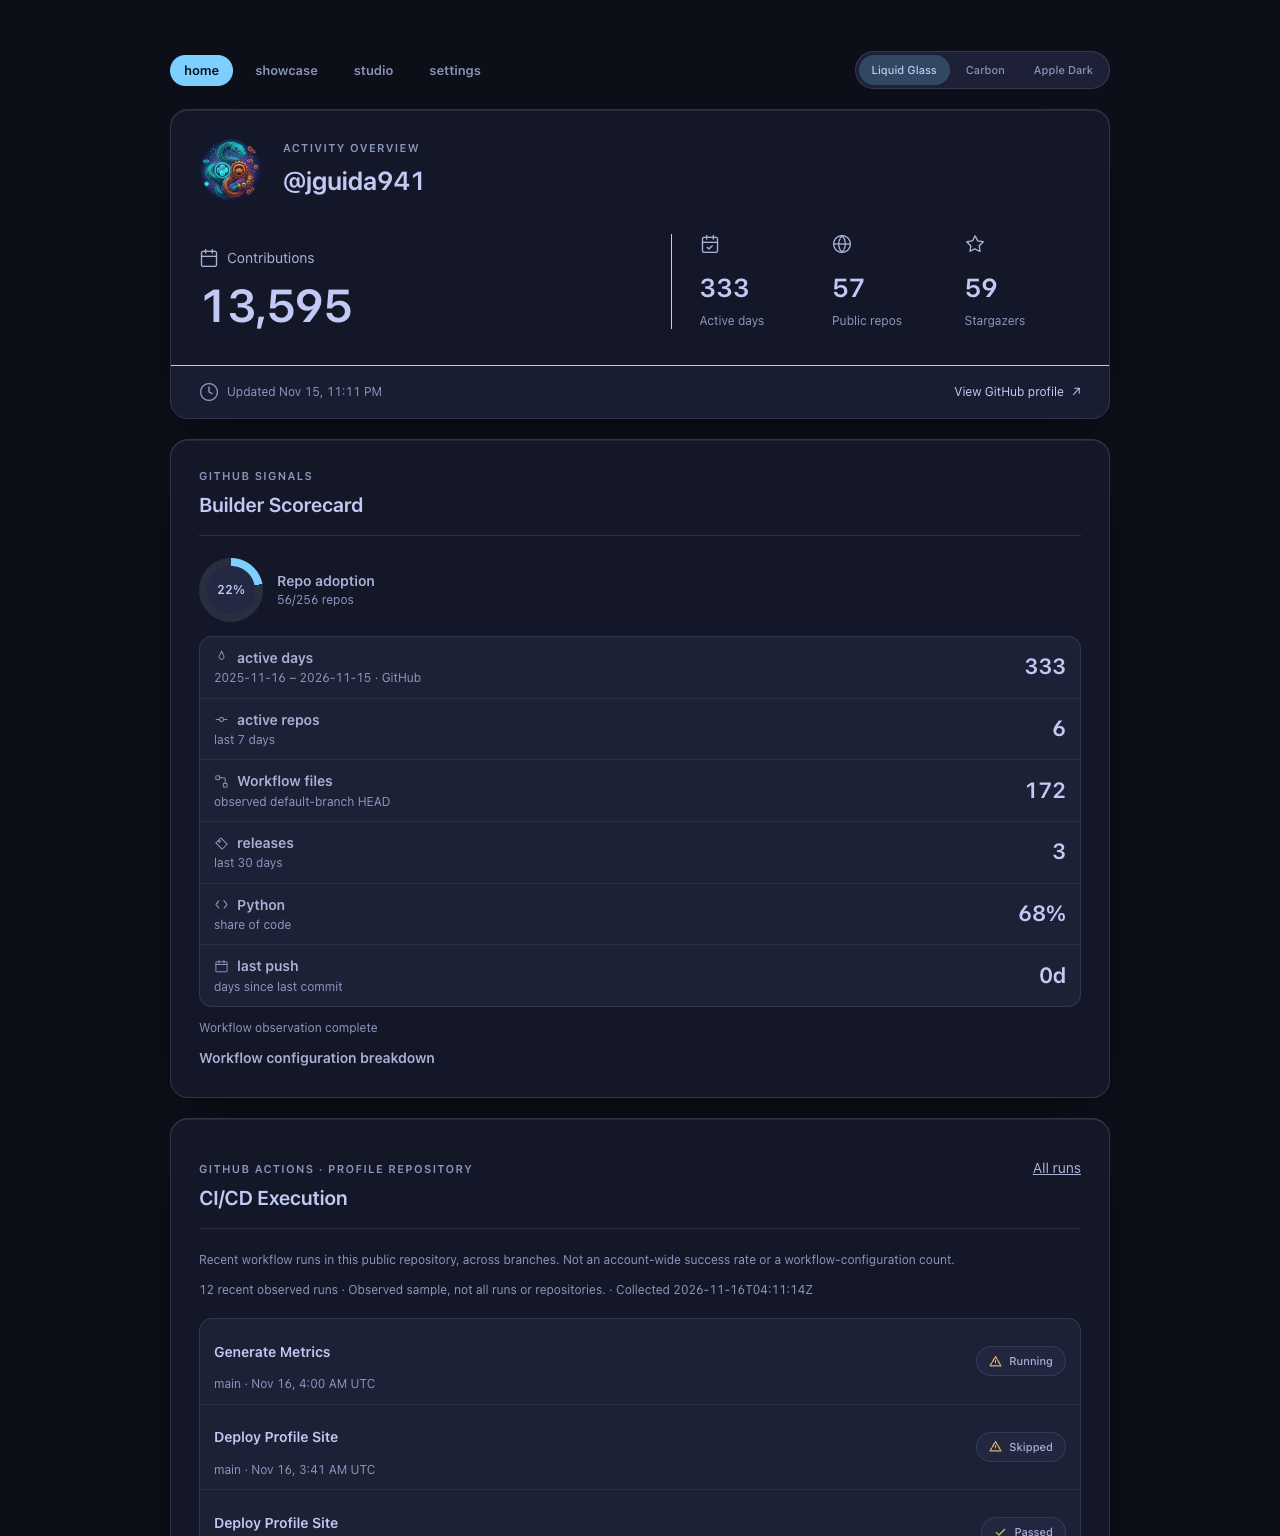 home showcase studio settings Liquid Glass Carbon Apple Dark
ACTIVITY OVERVIEW
@jguida941
Contributions
13,595
333 57 59
Active days Public repos Stargazers
Updated Nov 15, 11:11 PM View GitHub profile ↗
GITHUB SIGNALS
Builder Scorecard
22%
Repo adoption
56/256 repos
active days
2025-11-16 – 2026-11-15 · GitHub
333
active repos
last 7 days
6
Workflow files
observed default-branch HEAD
172
releases
last 30 days
3
Python
share of code
68%
last push
days since last commit
0d
Workflow observation complete
Workflow configuration breakdown
GITHUB ACTIONS · PROFILE REPOSITORY
All runs
CI/CD Execution
Recent workflow runs in this public repository, across branches. Not an account-wide success rate or a workflow-configuration count.
12 recent observed runs · Observed sample, not all runs or repositories. · Collected 2026-11-16T04:11:14Z
Generate Metrics
main · Nov 16, 4:00 AM UTC
Running
Deploy Profile Site
main · Nov 16, 3:41 AM UTC
Skipped
Deploy Profile Site
Passed